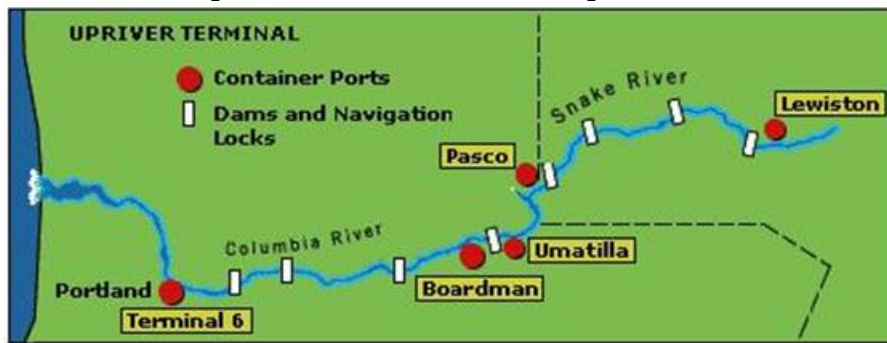 UPRIVER TERMINAL
Container Ports
Dams and Navigation
Locks
Snake River
Lewiston
Pasco
Columbia River
Umatilla
Portland
Boardman
Terminal 6